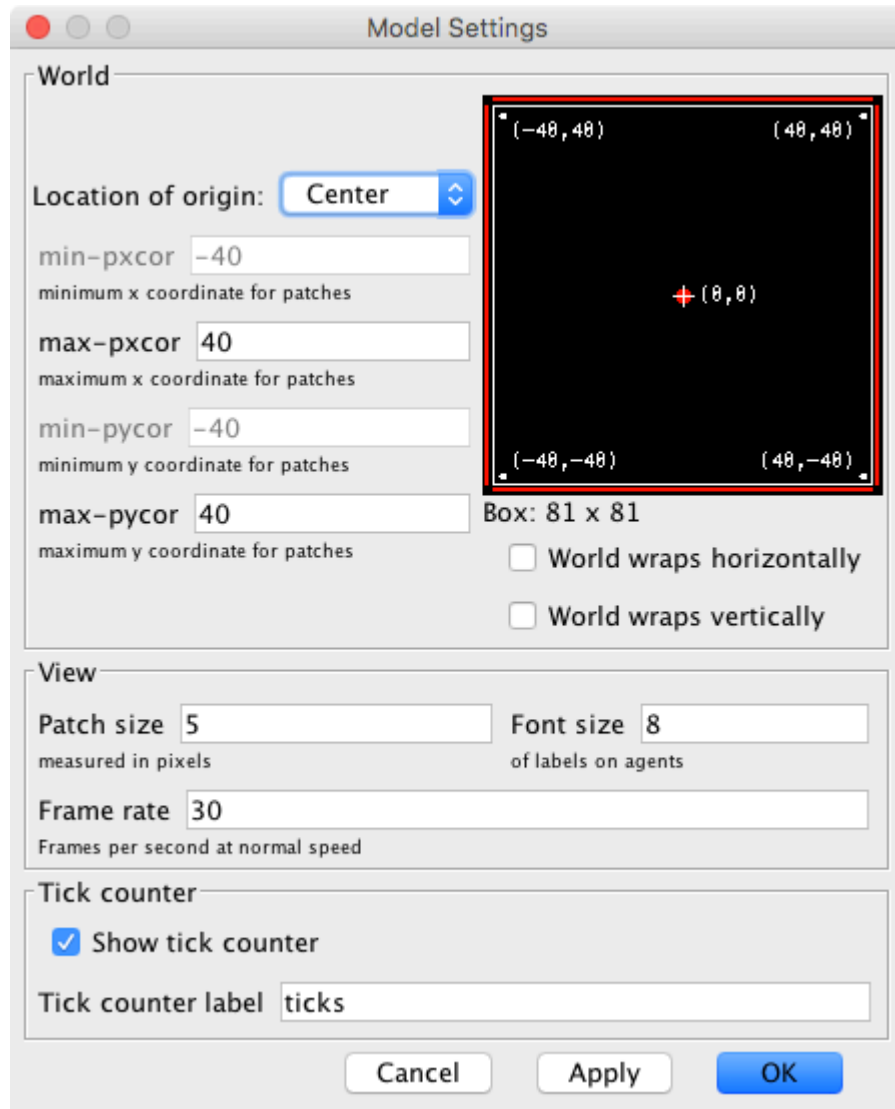 Model Settings
World
(-40,40)
(40,40)
Location of origin:
Center
min-pxcor -40
minimum x coordinate for patches
(0,0)
max-pxcor 40
maximum x coordinate for patches
min-pycor -40
minimum y coordinate for patches
(-40,-40)
(40,-40)
max-pycor 40
maximum y coordinate for patches
Box: 81 x 81
World wraps horizontally
World wraps vertically
View
Patch size 5
measured in pixels
Font size 8
of labels on agents
Frame rate 30
Frames per second at normal speed
Tick counter
Show tick counter
Tick counter label ticks
Cancel
Apply
OK